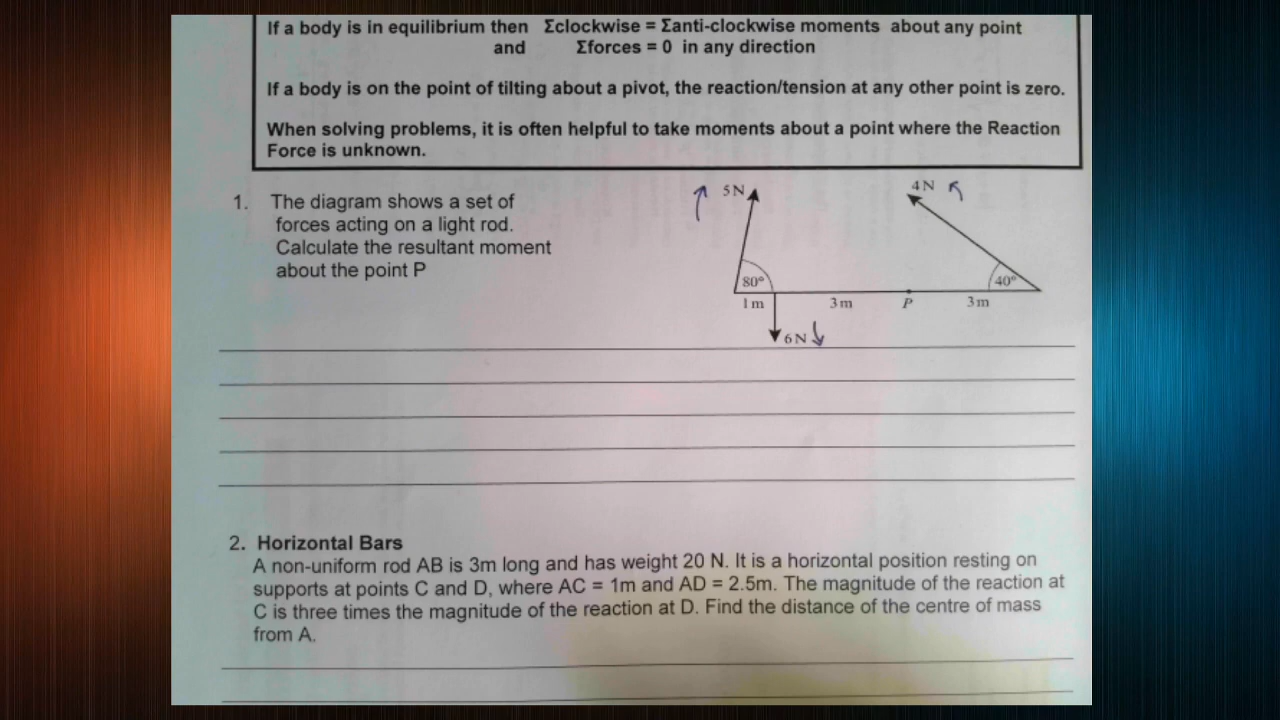 If a body is in equilibrium then Σclockwise = Σanti-clockwise moments about any point
and Σforces = 0 in any direction
If a body is on the point of tilting about a pivot, the reaction/tension at any other point is zero.
When solving problems, it is often helpful to take moments about a point where the Reaction
Force is unknown.
1. The diagram shows a set of
forces acting on a light rod.
Calculate the resultant moment
about the point P
5N
4N
80°
40°
1m
3m
P
3m
6N
2. Horizontal Bars
A non-uniform rod AB is 3m long and has weight 20 N. It is a horizontal position resting on
supports at points C and D, where AC = 1m and AD = 2.5m. The magnitude of the reaction at
C is three times the magnitude of the reaction at D. Find the distance of the centre of mass
from A.